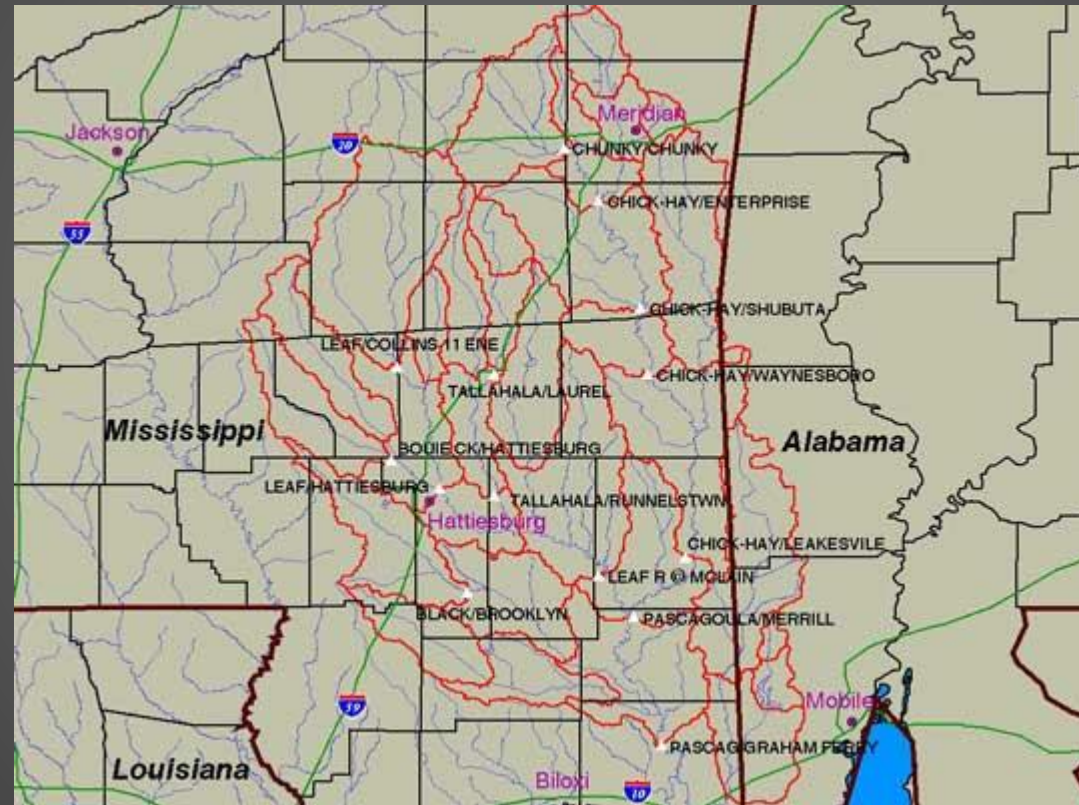 Meridian
Jackson
20
CHUNKY/CHUNKY
CHICK-HAY/ENTERPRISE
55
CHICK-HAY/SHUBUTA
LEAF/COLLINS 11 ENE
CHICK-HAY/WAYNESBORO
TALLAHALA/LAUREL
Mississippi
Alabama
BOUIE CK/HATTIESBURG
LEAF/HATTIESBURG
TALLAHALA/RUNNELSTWN
Hattiesburg
CHICK-HAY/LEAKESVILE
LEAF R @ MCLAIN
BLACK/BROOKLYN
PASCAGOULA/MERRILL
59
Mobile
PASCAG/GRAHAM FERRY
Louisiana
Biloxi
10